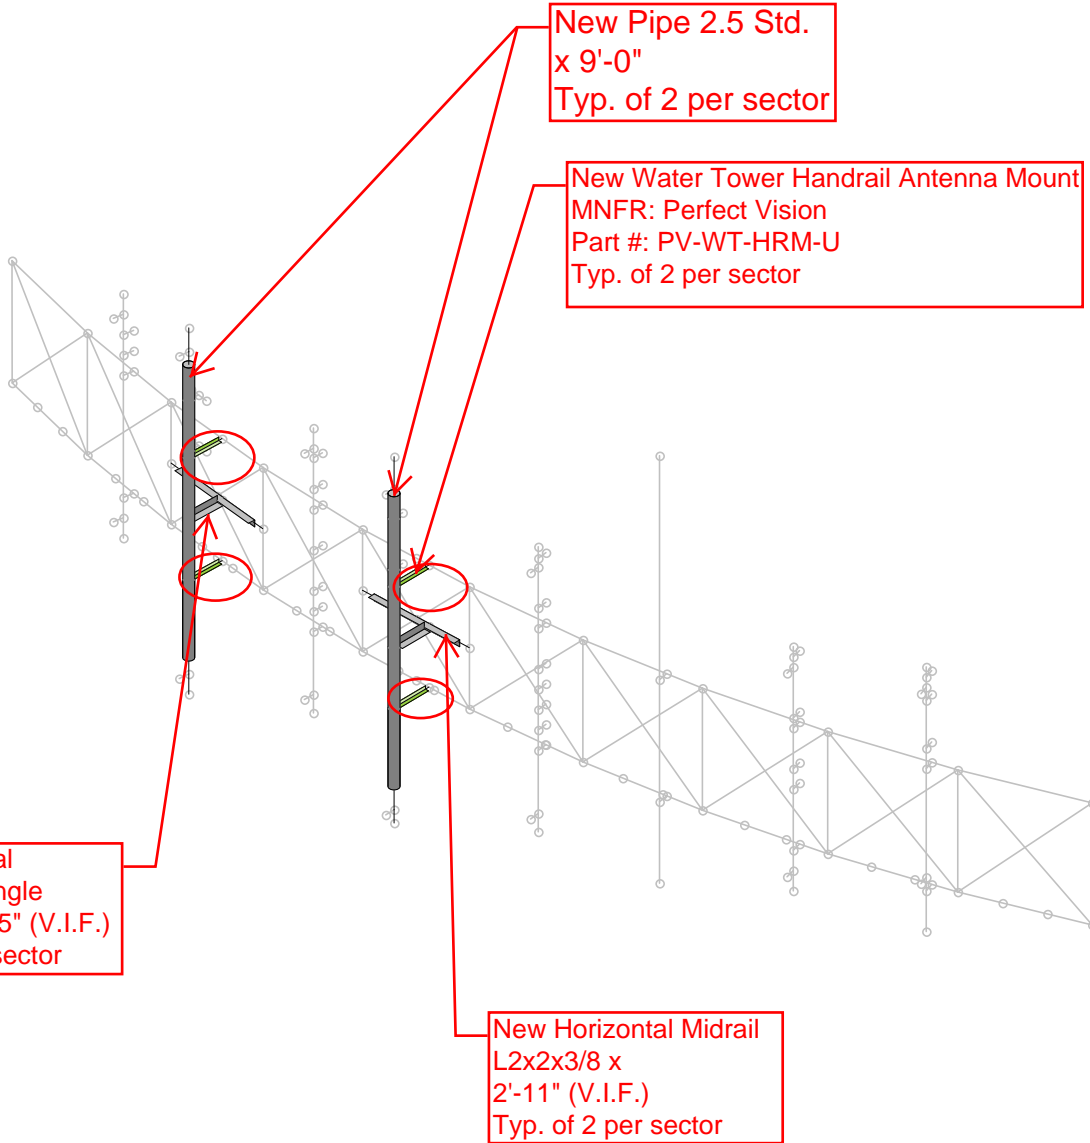 New Pipe 2.5 Std.
x 9'-0"
Typ. of 2 per sector
New Water Tower Handrail Antenna Mount
MNFR: Perfect Vision
Part #: PV-WT-HRM-U
Typ. of 2 per sector
5" (V.I.F.)
sector
New Horizontal Midrail
L2x2x3/8 x
2'-11" (V.I.F.)
Typ. of 2 per sector